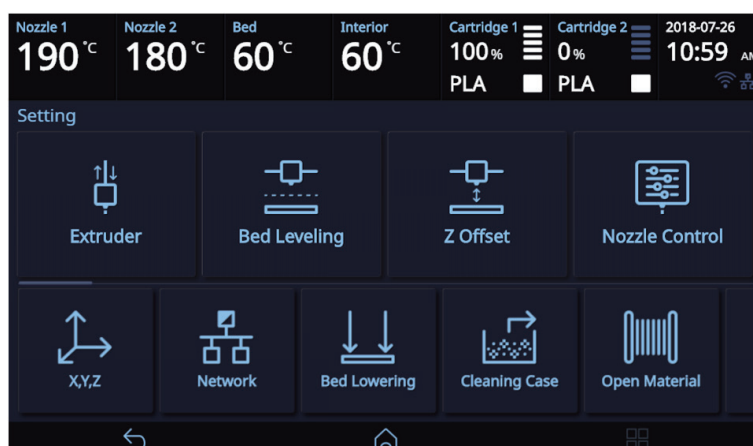 Nozzle 1 Nozzle 2 Bed Interior Cartridge 1 Cartridge 2 2018-07-26
190 °C 180 °C 60 °C 60 °C 100 % 0 % 10:59 AM
PLA PLA
Setting
Extruder Bed Leveling Z Offset Nozzle Control
X,Y,Z Network Bed Lowering Cleaning Case Open Material